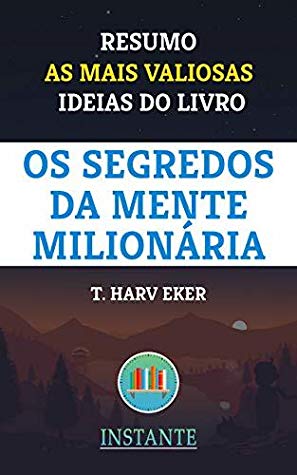 RESUMO
AS MAIS VALIOSAS
IDEIAS DO LIVRO
OS SEGREDOS
DA MENTE
MILIONÁRIA
T. HARV EKER
INSTANTE